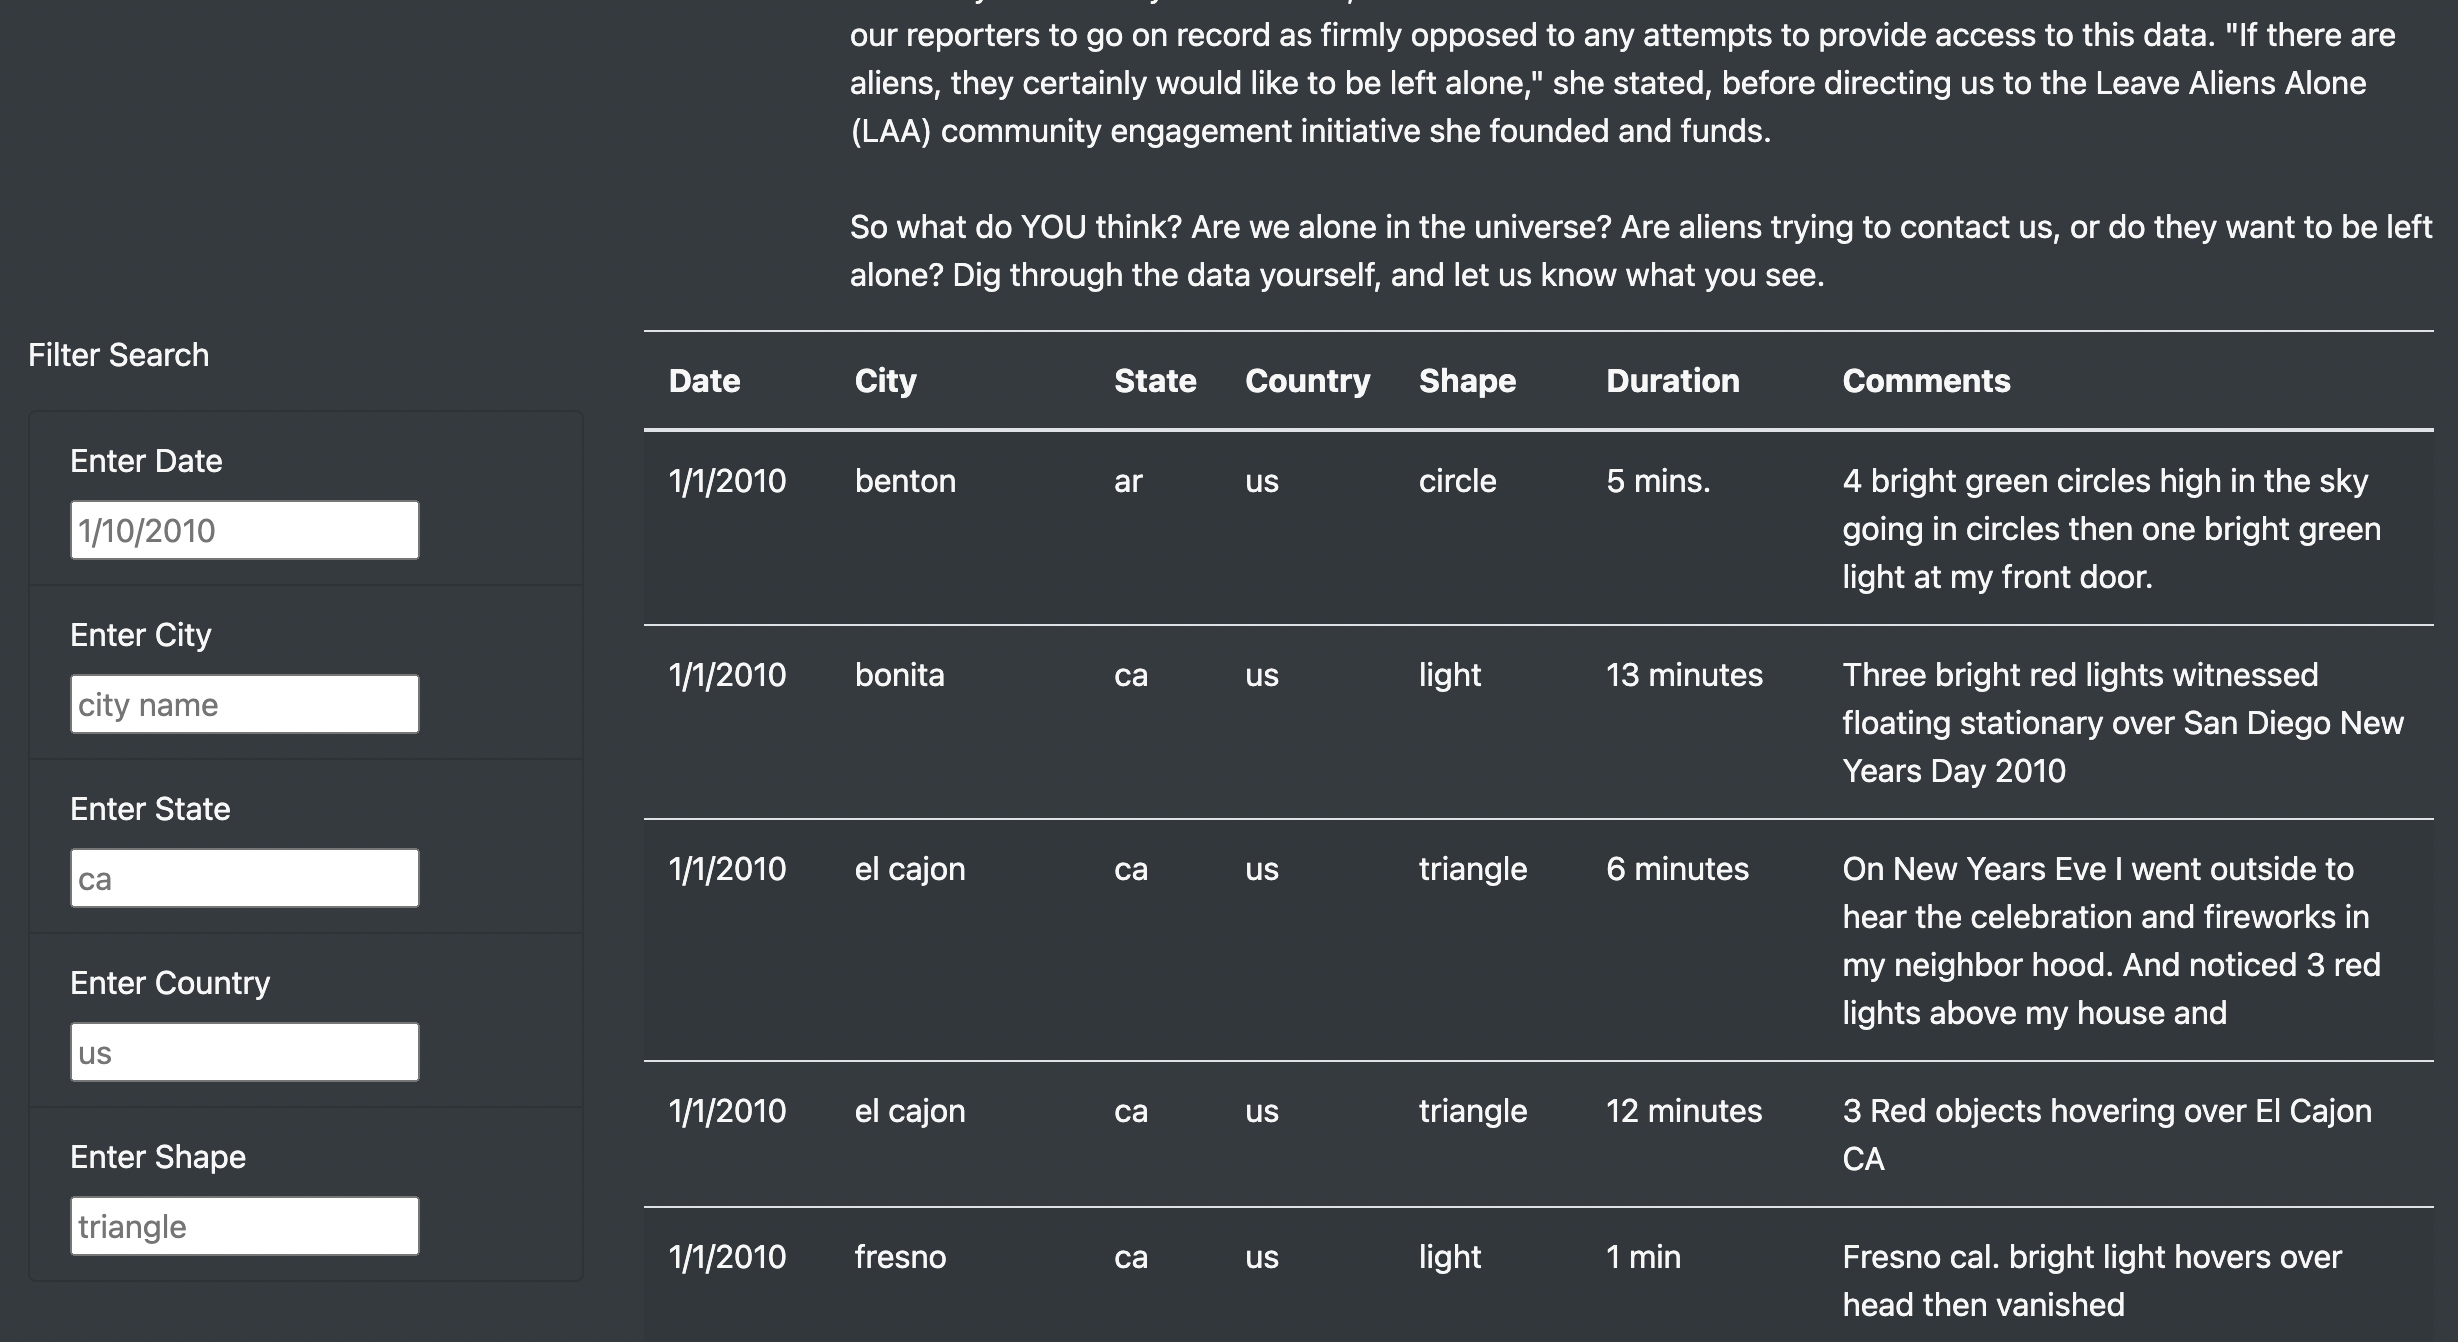 our reporters to go on record as firmly opposed to any attempts to provide access to this data. "If there are
aliens, they certainly would like to be left alone," she stated, before directing us to the Leave Aliens Alone
(LAA) community engagement initiative she founded and funds.
So what do YOU think? Are we alone in the universe? Are aliens trying to contact us, or do they want to be left
alone? Dig through the data yourself, and let us know what you see.
Filter Search
Enter Date
1/10/2010
Enter City
city name
Enter State
ca
Enter Country
us
Enter Shape
triangle
Date City State Country Shape Duration Comments
1/1/2010 benton ar us circle 5 mins. 4 bright green circles high in the sky
going in circles then one bright green
light at my front door.
1/1/2010 bonita ca us light 13 minutes Three bright red lights witnessed
floating stationary over San Diego New
Years Day 2010
1/1/2010 el cajon ca us triangle 6 minutes On New Years Eve I went outside to
hear the celebration and fireworks in
my neighbor hood. And noticed 3 red
lights above my house and
1/1/2010 el cajon ca us triangle 12 minutes 3 Red objects hovering over El Cajon
CA
1/1/2010 fresno ca us light 1 min Fresno cal. bright light hovers over
head then vanished